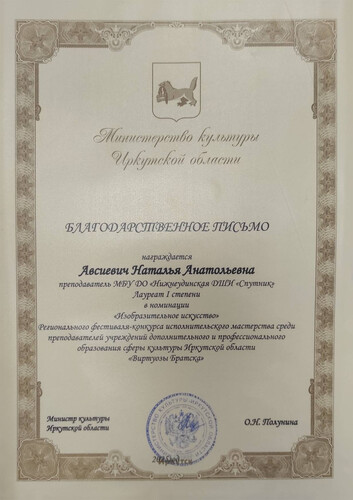 Министерство культуры
Иркутской области
БЛАГОДАРСТВЕННОЕ ПИСЬМО
награждается
Авсиевич Наталья Анатольевна
преподаватель МБУ ДО «Нижнеудинская ДШИ «Спутник»
Лауреат I степени
в номинации
«Изобразительное искусство»
Регионального фестиваля-конкурса исполнительского мастерства среди
преподавателей учреждений дополнительного и профессионального
образования сферы культуры Иркутской области
«Виртуозы Братска»
Министр культуры
Иркутской области
О.Н. Полунина